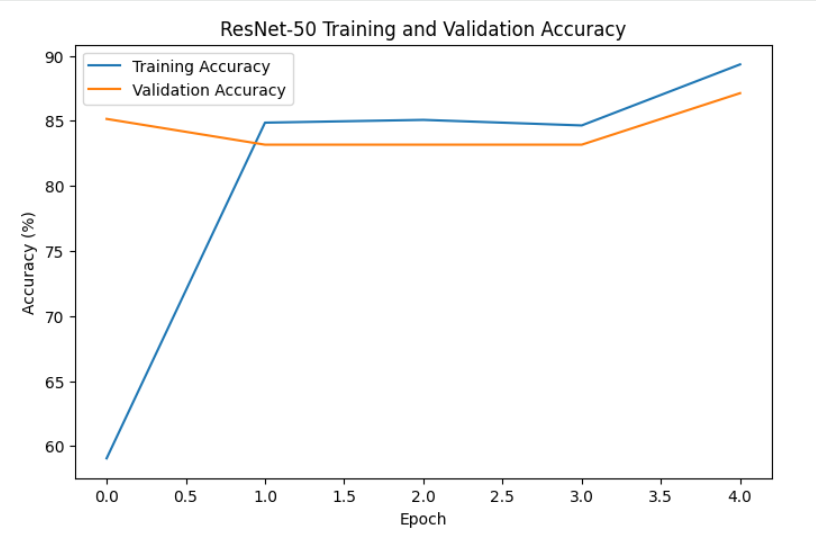 ResNet-50 Training and Validation Accuracy
Training Accuracy
Validation Accuracy
90
85
80
75
70
65
60
Accuracy (%)
0.0 0.5 1.0 1.5 2.0 2.5 3.0 3.5 4.0
Epoch